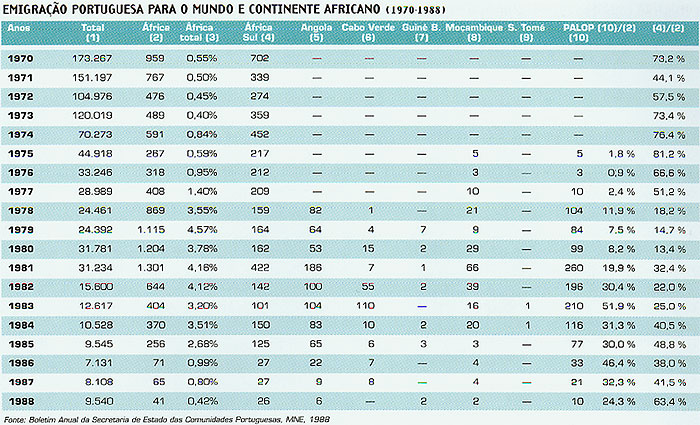 EMIGRAÇÃO PORTUGUESA PARA O MUNDO E CONTINENTE AFRICANO (1970-1988)
Anos Total (1) África (2) África total (3) África Sul (4) Angola (5) Cabo Verde (6) Guiné B. (7) Moçambique (8) S. Tomé (9) PALOP (10)/(2) (10) (4)/(2)
1970 173.267 959 0,55% 702 — — — — — — 73,2 %
1971 151.197 767 0,50% 339 — — — — — — 44,1 %
1972 104.976 476 0,45% 274 — — — — — — 57,5 %
1973 120.019 489 0,40% 359 — — — — — — 73,4 %
1974 70.273 591 0,84% 452 — — — — — — 76,4 %
1975 44.918 267 0,59% 217 — — — 5 — 5 1,8 % 81,2 %
1976 33.246 318 0,95% 212 — — — 3 — 3 0,9 % 66,6 %
1977 28.989 408 1,40% 209 — — — 10 — 10 2,4 % 51,2 %
1978 24.461 869 3,55% 159 82 1 — 21 — 104 11,9 % 18,2 %
1979 24.392 1.115 4,57% 164 64 4 7 9 — 84 7,5 % 14,7 %
1980 31.781 1.204 3,78% 162 53 15 2 29 — 99 8,2 % 13,4 %
1981 31.234 1.301 4,16% 422 186 7 1 66 — 260 19,9 % 32,4 %
1982 15.600 644 4,12% 142 100 55 2 39 — 196 30,4 % 22,0 %
1983 12.617 404 3,20% 101 104 110 — 16 1 210 51,9 % 25,0 %
1984 10.528 370 3,51% 150 83 10 2 20 1 116 31,3 % 40,5 %
1985 9.545 256 2,68% 125 65 6 3 3 — 77 30,0 % 48,8 %
1986 7.131 71 0,99% 27 22 7 — 4 — 33 46,4 % 38,0 %
1987 8.108 65 0,80% 27 9 8 — 4 — 21 32,3 % 41,5 %
1988 9.540 41 0,42% 26 6 — 2 2 — 10 24,3 % 63,4 %
Fonte: Boletim Anual da Secretaria de Estado das Comunidades Portuguesas, MNE, 1988